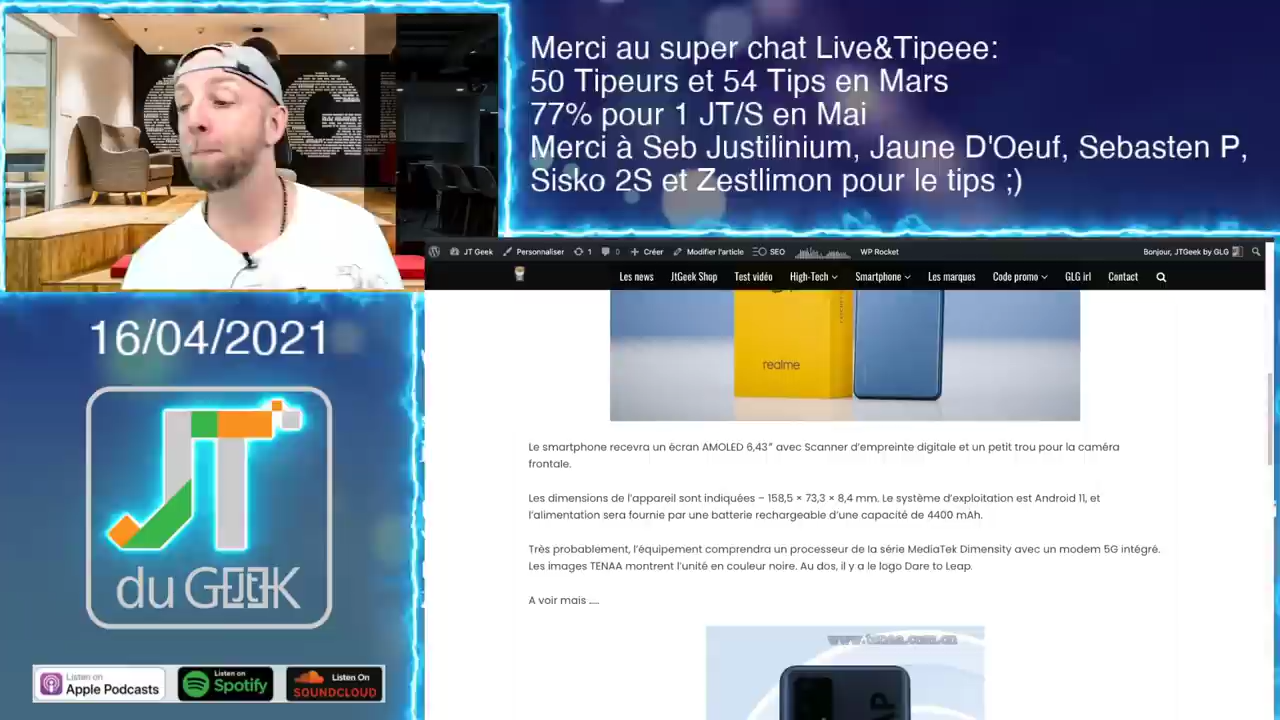 Merci au super chat Live&Tipeee:
50 Tipeurs et 54 Tips en Mars
77% pour 1 JT/S en Mai
Merci à Seb Justilinium, Jaune D'Oeuf, Sebasten P,
Sisko 2S et Zestlimon pour le tips ;)
JT Geek Personnaliser 1 0 Créer Modifier l'article SEO WP Rocket Bonjour, JTGeek by GLG
Les news JtGeek Shop Test vidéo High-Tech Smartphone Les marques Code promo GLG irl Contact
16/04/2021
JT
du GEEK
Listen on
Apple Podcasts
Listen on
Spotify
Listen On
SOUNDCLOUD
realme
Le smartphone recevra un écran AMOLED 6,43″ avec Scanner d'empreinte digitale et un petit trou pour la caméra
frontale.
Les dimensions de l'appareil sont indiquées – 158,5 × 73,3 × 8,4 mm. Le système d'exploitation est Android 11, et
l'alimentation sera fournie par une batterie rechargeable d'une capacité de 4400 mAh.
Très probablement, l'équipement comprendra un processeur de la série MediaTek Dimensity avec un modem 5G intégré.
Les images TENAA montrent l'unité en couleur noire. Au dos, il y a le logo Dare to Leap.
A voir mais .....
www.tenaa.com.cn